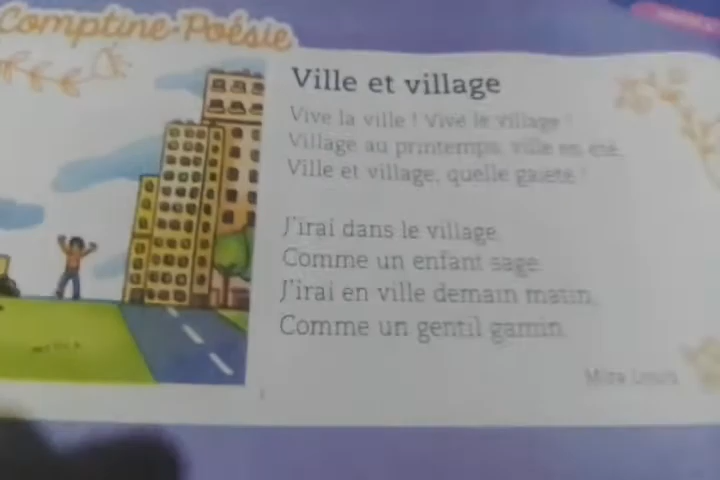 Comptine-Poésie
Ville et village
Vive la ville ! Vive le village !
Village au printemps, ville en été,
Ville et village, quelle gaieté !
J'irai dans le village
Comme un enfant sage
J'irai en ville demain matin,
Comme un gentil gamin.